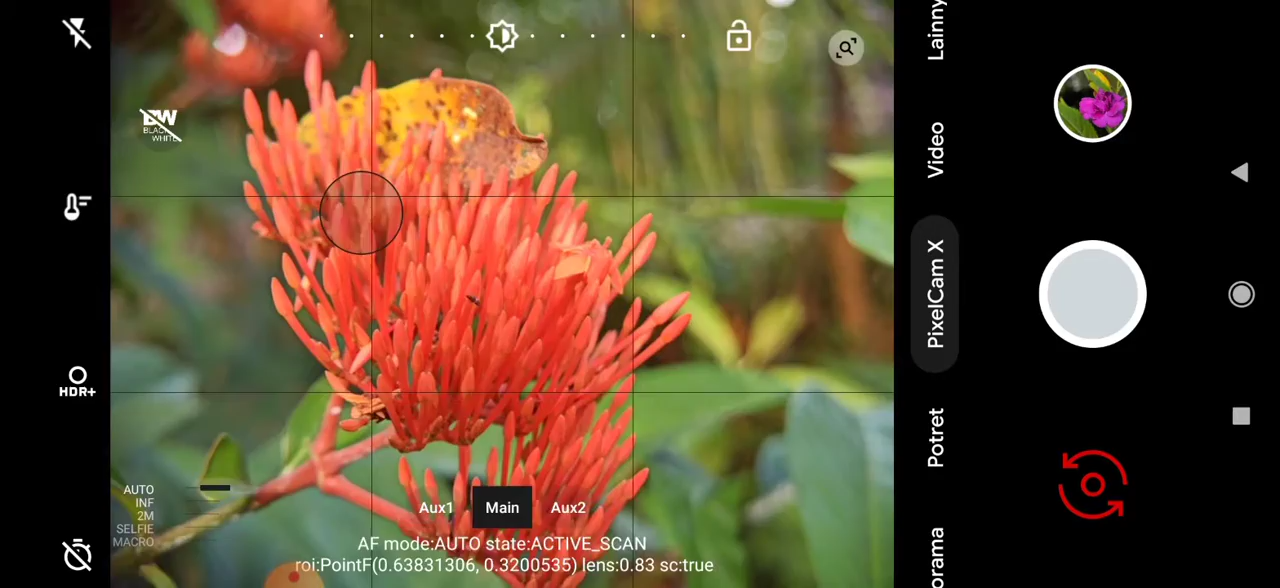 BW
BLACK
WHITE
HDR+
AUTO
INF
2M
SELFIE
MACRO
Aux1
Main
Aux2
AF mode:AUTO state:ACTIVE_SCAN
roi:PointF(0.63831306, 0.3200535) lens:0.83 sc:true
Lainny
Video
PixelCam X
Potret
orama